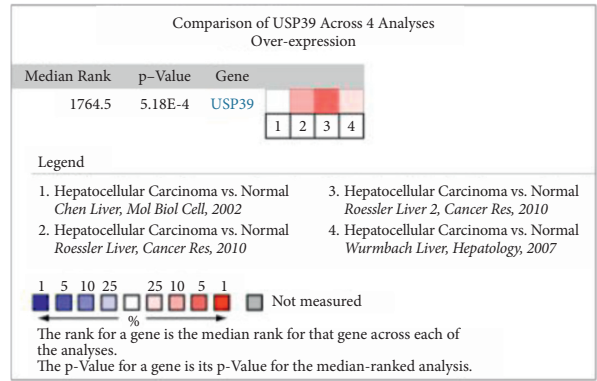 Comparison of USP39 Across 4 Analyses
Over-expression
Median Rank p–Value Gene
1764.5 5.18E-4 USP39
1 2 3 4
Legend
1. Hepatocellular Carcinoma vs. Normal
Chen Liver, Mol Biol Cell, 2002
2. Hepatocellular Carcinoma vs. Normal
Roessler Liver, Cancer Res, 2010
3. Hepatocellular Carcinoma vs. Normal
Roessler Liver 2, Cancer Res, 2010
4. Hepatocellular Carcinoma vs. Normal
Wurmbach Liver, Hepatology, 2007
1 5 10 25 25 10 5 1
Not measured
%
The rank for a gene is the median rank for that gene across each of
the analyses.
The p-Value for a gene is its p-Value for the median-ranked analysis.